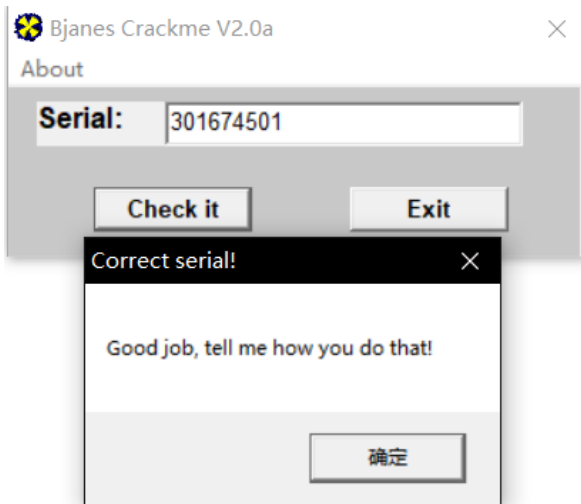 Bjanes Crackme V2.0a
About
Serial: 301674501
Check it Exit
Correct serial!
Good job, tell me how you do that!
确定